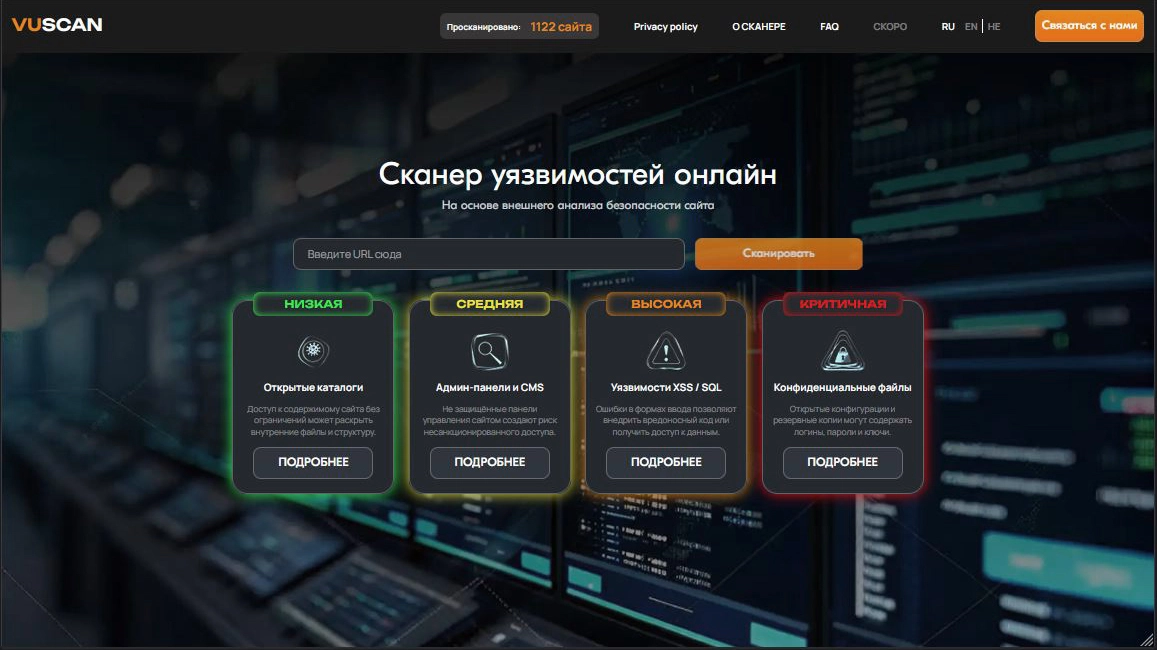 VUSCAN
Просканировано: 1122 сайта
Privacy policy
О СКАНЕРЕ
FAQ
СКОРО
RU EN | HE
Связаться с нами
Сканер уязвимостей онлайн
На основе внешнего анализа безопасности сайта
Введите URL сюда
Сканировать
НИЗКАЯ
Открытые каталоги
Доступ к содержимому сайта без
ограничений может раскрыть
внутренние файлы и структуру.
ПОДРОБНЕЕ
СРЕДНЯЯ
Админ-панели и CMS
Не защищённые панели
управления сайтом создают риск
несанкционированного доступа.
ПОДРОБНЕЕ
ВЫСОКАЯ
Уязвимости XSS / SQL
Ошибки в формах ввода позволяют
внедрить вредоносный код или
получить доступ к данным.
ПОДРОБНЕЕ
КРИТИЧНАЯ
Конфиденциальные файлы
Открытые конфигурации и
резервные копии могут содержать
логины, пароли и ключи.
ПОДРОБНЕЕ